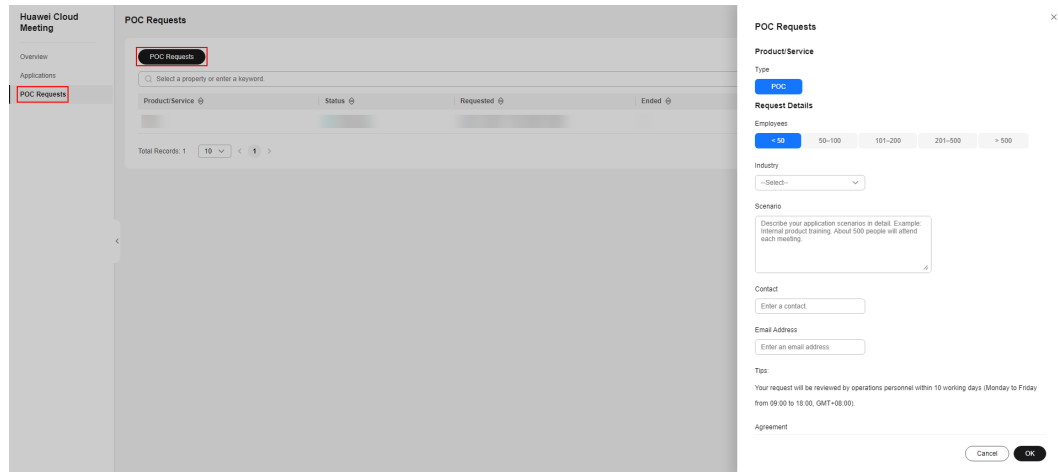 Huawei Cloud
Meeting
Overview
Applications
POC Requests
POC Requests
POC Requests
Select a property or enter a keyword.
Product/Service
Status
Requested
Ended
Total Records: 1
10
1
POC Requests
Product/Service
Type
POC
Request Details
Employees
< 50
50–100
101–200
201–500
> 500
Industry
--Select--
Scenario
Describe your application scenarios in detail. Example:
Internal product training. About 500 people will attend
each meeting.
Contact
Enter a contact.
Email Address
Enter an email address.
Tips:
Your request will be reviewed by operations personnel within 10 working days (Monday to Friday
from 09:00 to 18:00, GMT+08:00).
Agreement
Cancel
OK